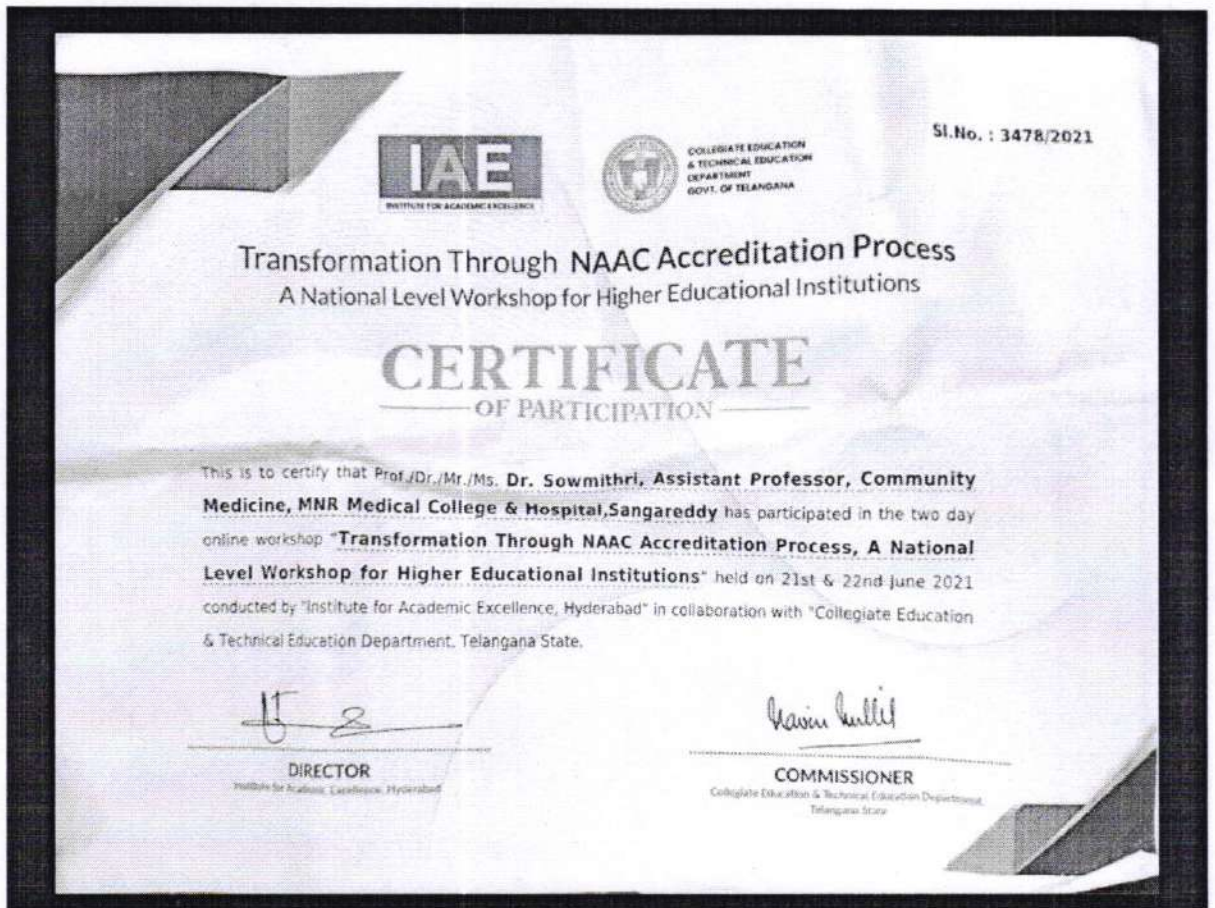 Sl.No. : 3478/2021
IAE
INSTITUTE FOR ACADEMIC EXCELLENCE
COLLEGIATE EDUCATION
& TECHNICAL EDUCATION
DEPARTMENT
GOVT. OF TELANGANA
Transformation Through NAAC Accreditation Process
A National Level Workshop for Higher Educational Institutions
CERTIFICATE
OF PARTICIPATION
This is to certify that Prof./Dr./Mr./Ms. Dr. Sowmithri, Assistant Professor, Community
Medicine, MNR Medical College & Hospital,Sangareddy has participated in the two day
online workshop "Transformation Through NAAC Accreditation Process, A National
Level Workshop for Higher Educational Institutions" held on 21st & 22nd June 2021
conducted by "Institute for Academic Excellence, Hyderabad" in collaboration with "Collegiate Education
& Technical Education Department, Telangana State.
DIRECTOR
Institute for Academic Excellence, Hyderabad
COMMISSIONER
Collegiate Education & Technical Education Department,
Telangana State